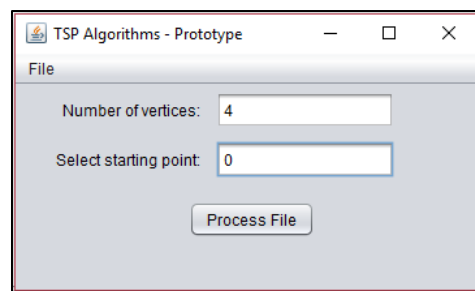 TSP Algorithms - Prototype
File
Number of vertices: 4
Select starting point: 0
Process File